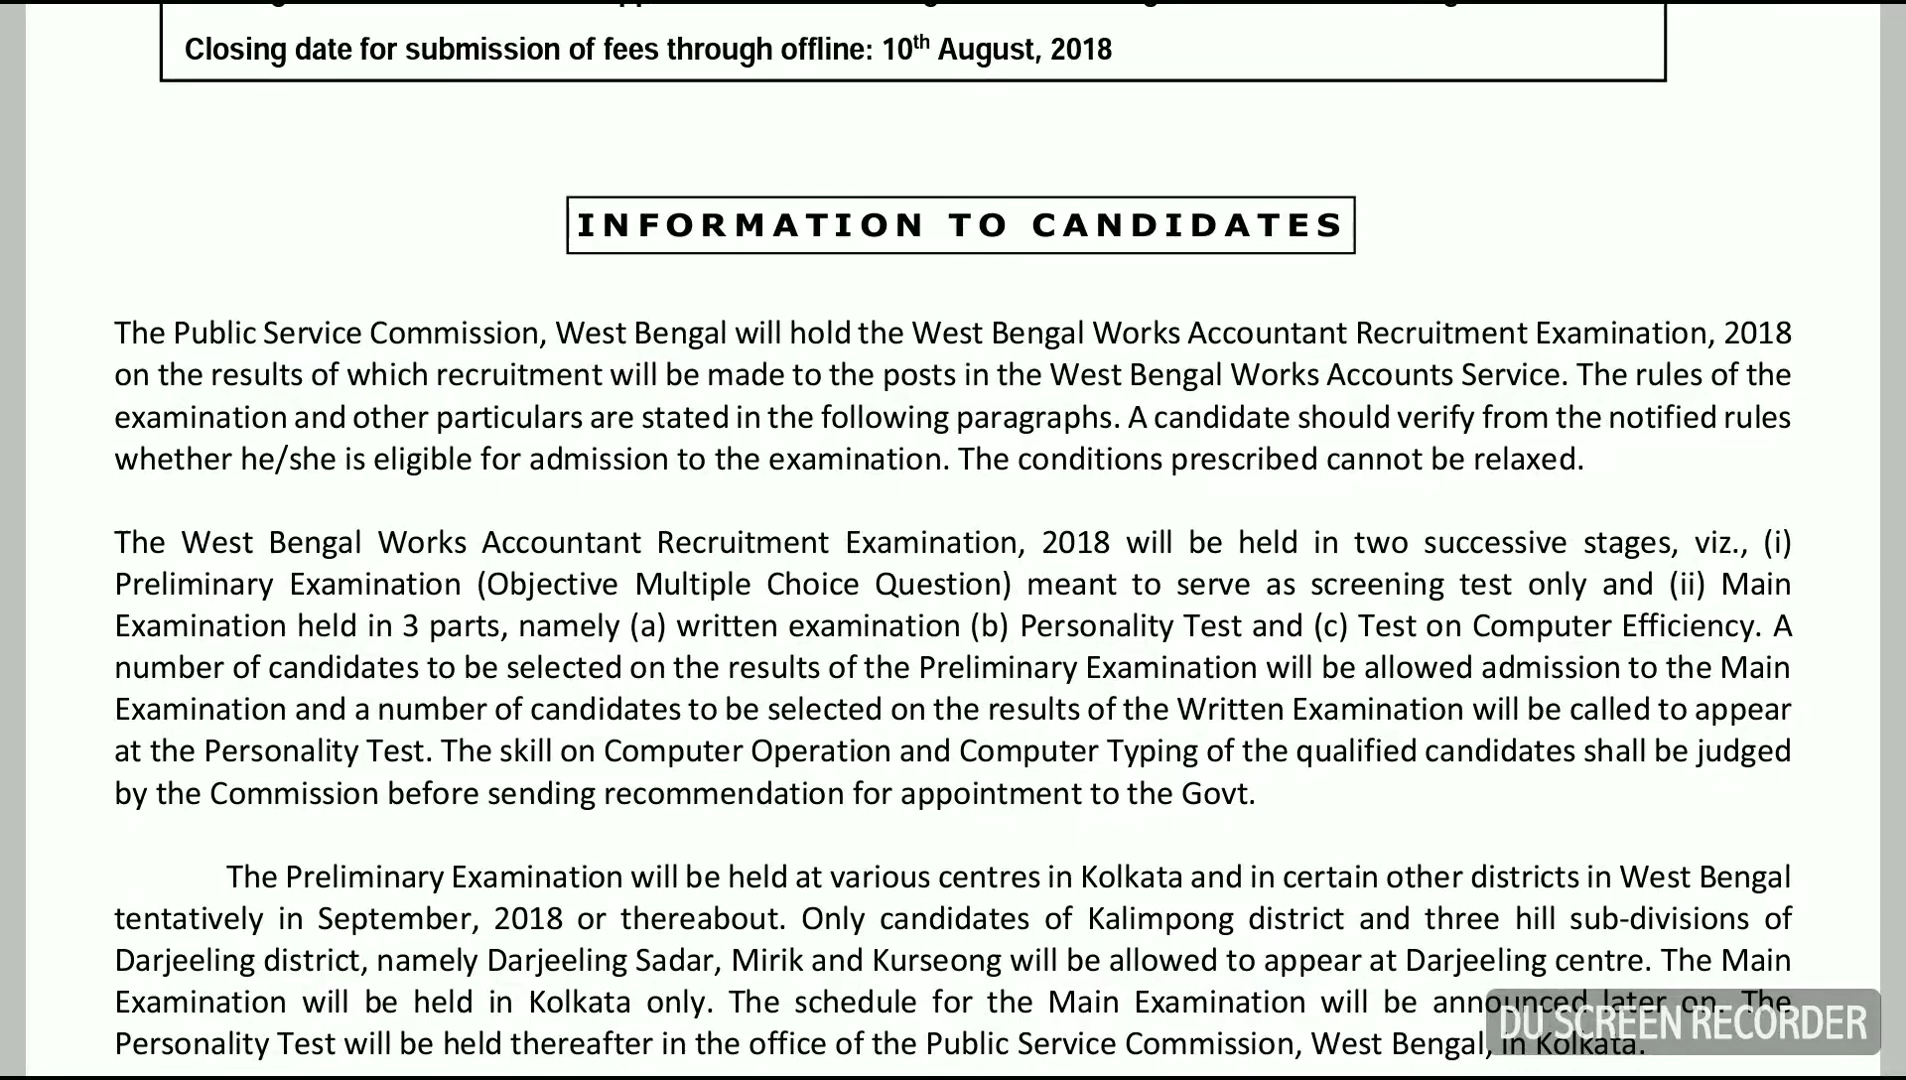 Closing date for submission of fees through offline: 10th August, 2018
INFORMATION TO CANDIDATES
The Public Service Commission, West Bengal will hold the West Bengal Works Accountant Recruitment Examination, 2018
on the results of which recruitment will be made to the posts in the West Bengal Works Accounts Service. The rules of the
examination and other particulars are stated in the following paragraphs. A candidate should verify from the notified rules
whether he/she is eligible for admission to the examination. The conditions prescribed cannot be relaxed.
The West Bengal Works Accountant Recruitment Examination, 2018 will be held in two successive stages, viz., (i)
Preliminary Examination (Objective Multiple Choice Question) meant to serve as screening test only and (ii) Main
Examination held in 3 parts, namely (a) written examination (b) Personality Test and (c) Test on Computer Efficiency. A
number of candidates to be selected on the results of the Preliminary Examination will be allowed admission to the Main
Examination and a number of candidates to be selected on the results of the Written Examination will be called to appear
at the Personality Test. The skill on Computer Operation and Computer Typing of the qualified candidates shall be judged
by the Commission before sending recommendation for appointment to the Govt.
The Preliminary Examination will be held at various centres in Kolkata and in certain other districts in West Bengal
tentatively in September, 2018 or thereabout. Only candidates of Kalimpong district and three hill sub-divisions of
Darjeeling district, namely Darjeeling Sadar, Mirik and Kurseong will be allowed to appear at Darjeeling centre. The Main
Examination will be held in Kolkata only. The schedule for the Main Examination will be announced later on. The
Personality Test will be held thereafter in the office of the Public Service Commission, West Bengal, in Kolkata.
DU SCREEN RECORDER